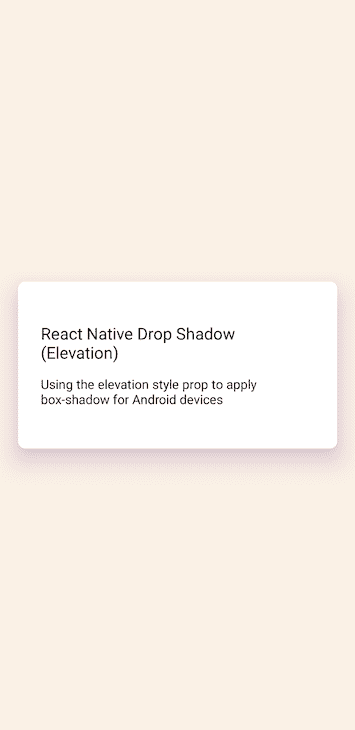 React Native Drop Shadow
(Elevation)
Using the elevation style prop to apply
box-shadow for Android devices